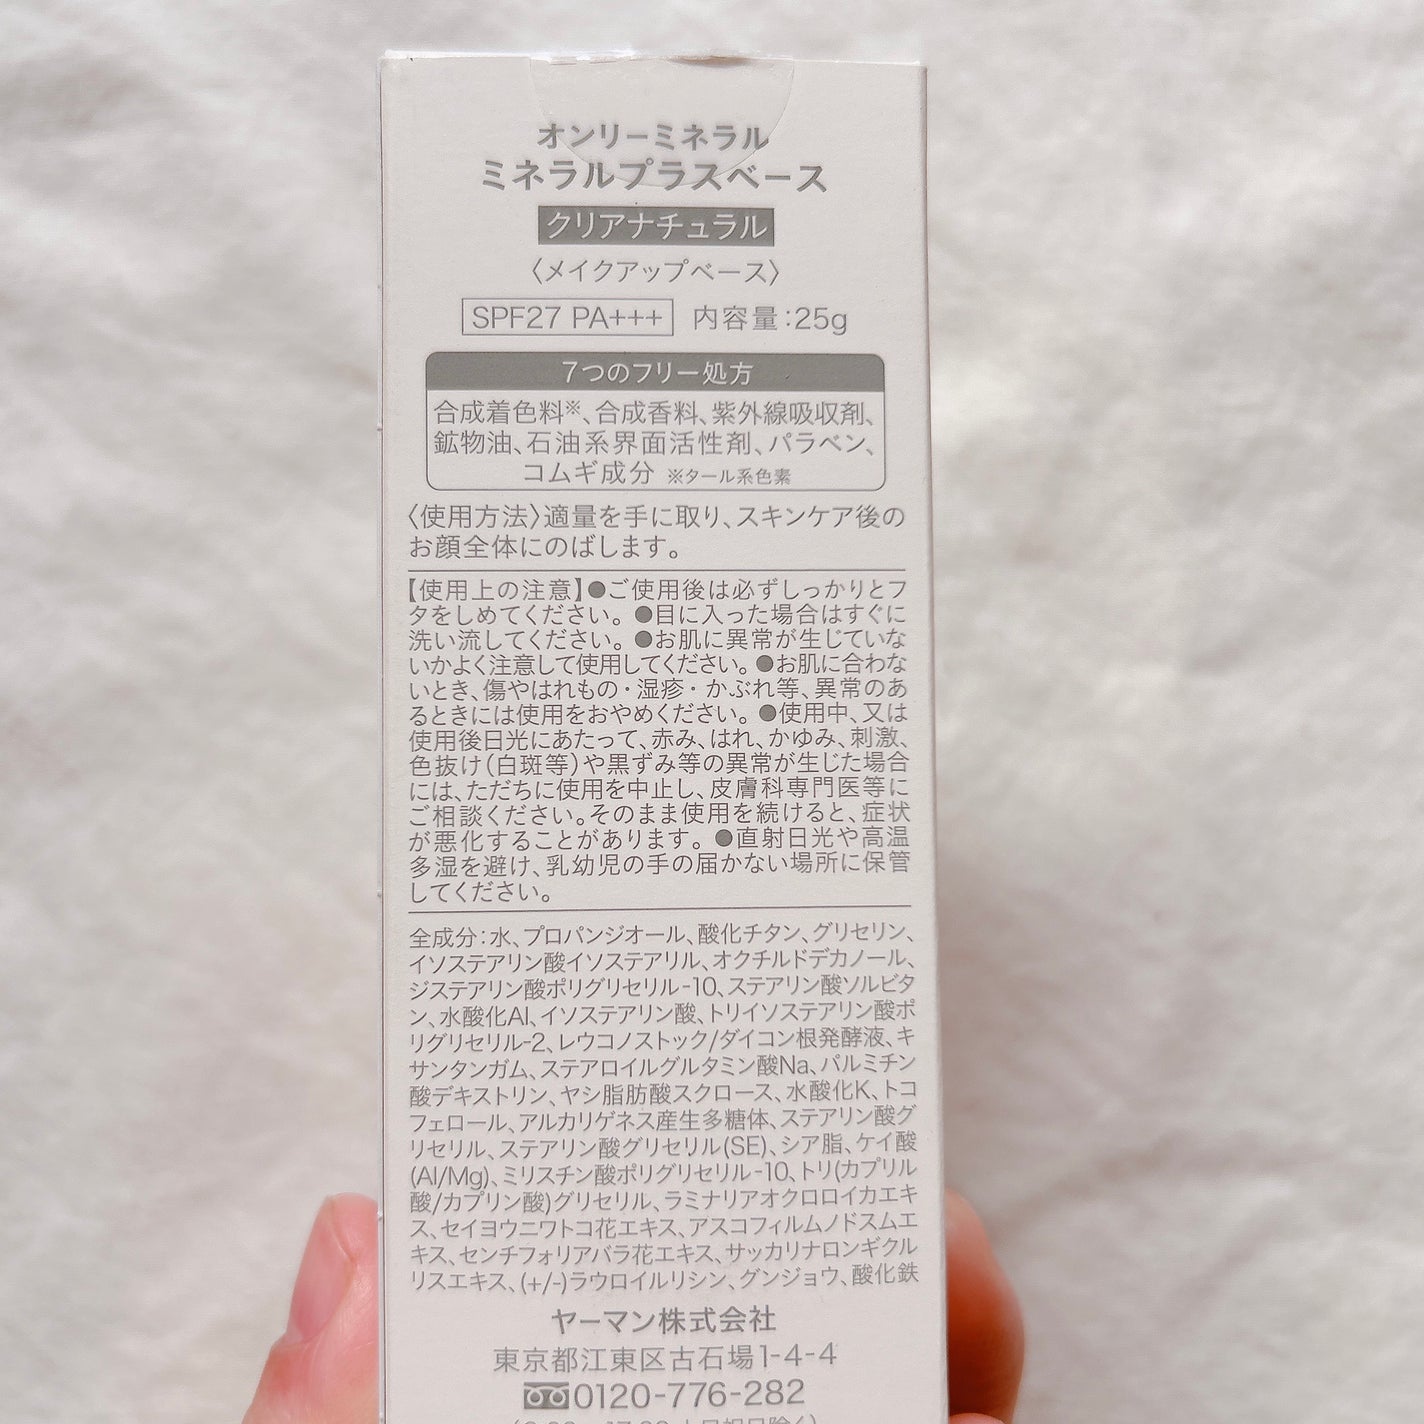 オンリーミネラル
ミネラルプラスベース
クリアナチュラル
〈メイクアップベース〉
SPF27 PA+++ 内容量:25g
7つのフリー処方
合成着色料※、合成香料、紫外線吸収剤、
鉱物油、石油系界面活性剤、パラベン、
コムギ成分 ※タール系色素
〈使用方法〉適量を手に取り、スキンケア後の
お顔全体にのばします。
【使用上の注意】●ご使用後は必ずしっかりとフ
タをしめてください。●目に入った場合はすぐに
洗い流してください。●お肌に異常が生じていな
いかよく注意して使用してください。●お肌に合わな
いとき、傷やはれもの・湿疹・かぶれ等、異常のあ
るときには使用をおやめください。●使用中、又は
使用後日光にあたって、赤み、はれ、かゆみ、刺激、
色抜け(白斑等)や黒ずみ等の異常が生じた場合
には、ただちに使用を中止し、皮膚科専門医等に
ご相談ください。そのまま使用を続けると、症状
が悪化することがあります。●直射日光や高温
多湿を避け、乳幼児の手の届かない場所に保管
してください。
全成分:水、プロパンジオール、酸化チタン、グリセリン、
イソステアリン酸イソステアリル、オクチルドデカノール、
ジステアリン酸ポリグリセリル-10、ステアリン酸ソルビタ
ン、水酸化Al、イソステアリン酸、トリイソステアリン酸ポ
リグリセリル-2、レウコノストック/ダイコン根発酵液、キ
サンタンガム、ステアロイルグルタミン酸Na、パルミチン
酸デキストリン、ヤシ脂肪酸スクロース、水酸化K、トコ
フェロール、アルカリゲネス産生多糖体、ステアリン酸グ
リセリル、ステアリン酸グリセリル(SE)、シア脂、ケイ酸
(Al/Mg)、ミリスチン酸ポリグリセリル-10、トリ(カプリル
酸/カプリン酸)グリセリル、ラミナリアオクロロイカエキ
ス、セイヨウニワトコ花エキス、アスコフィルムノドスムエ
キス、センチフォリアバラ花エキス、サッカリナロンギクル
リスエキス、(+/-)ラウロイルリシン、グンジョウ、酸化鉄
ヤーマン株式会社
東京都江東区古石場1-4-4
0120-776-282